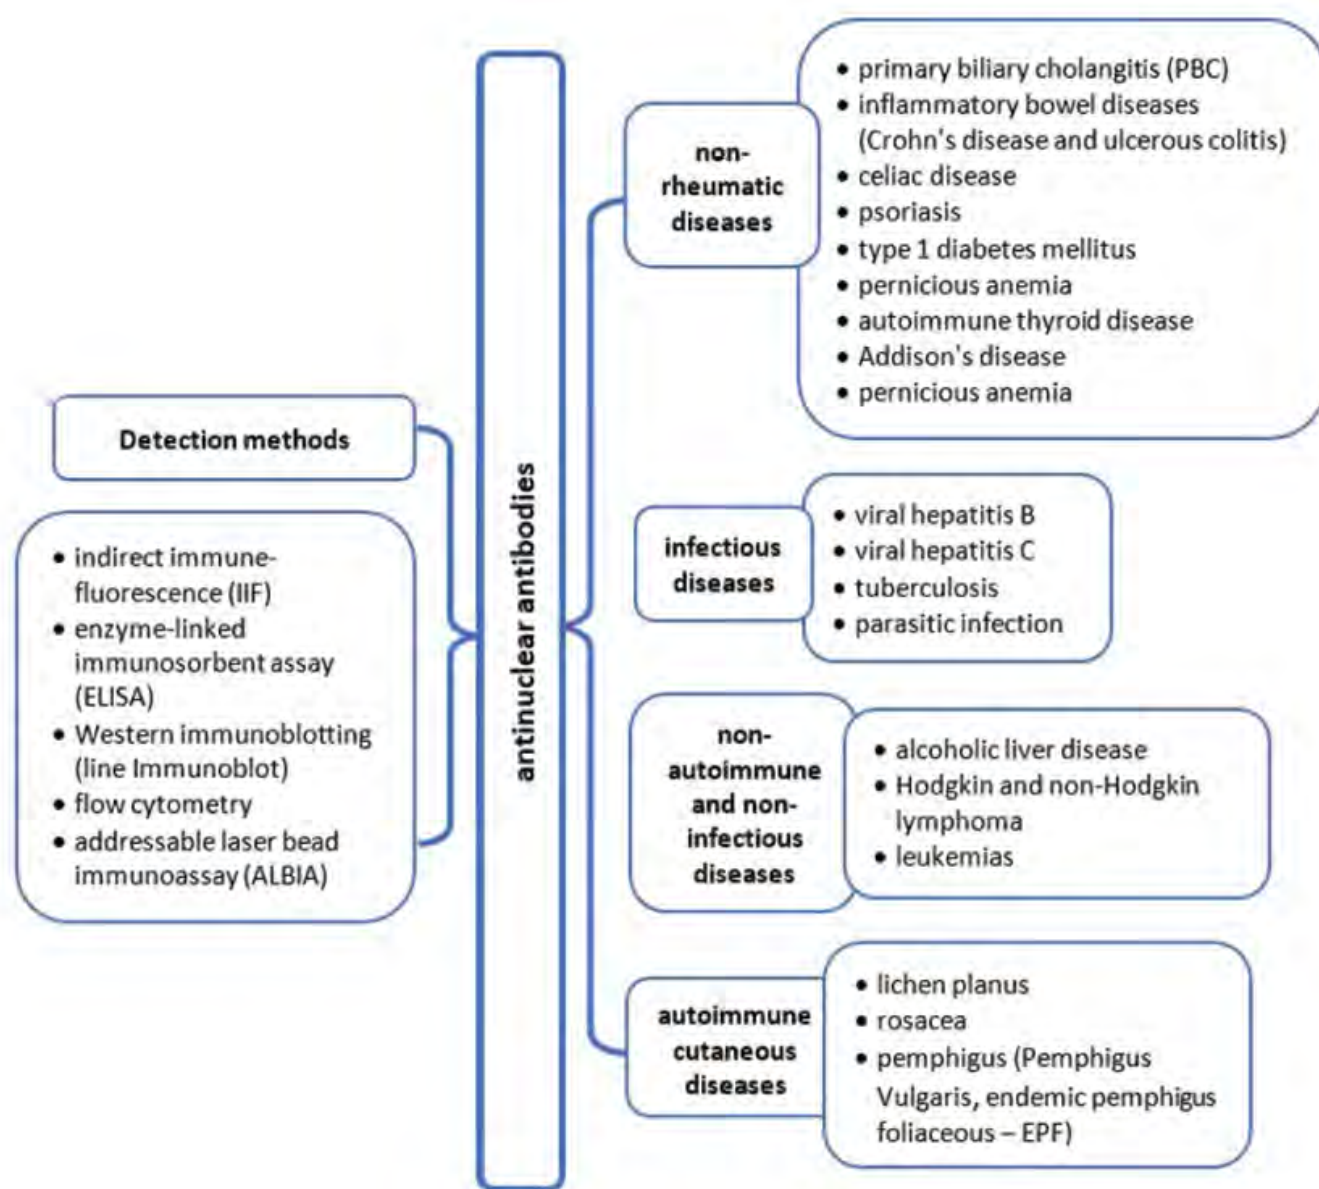 Detection methods
• indirect immune-
fluorescence (IIF)
• enzyme-linked
immunosorbent assay
(ELISA)
• Western immunoblotting
(line Immunoblot)
• flow cytometry
• addressable laser bead
immunoassay (ALBIA)
antinuclear antibodies
non-
rheumatic
diseases
• primary biliary cholangitis (PBC)
• inflammatory bowel diseases
(Crohn's disease and ulcerous colitis)
• celiac disease
• psoriasis
• type 1 diabetes mellitus
• pernicious anemia
• autoimmune thyroid disease
• Addison's disease
• pernicious anemia
infectious
diseases
• viral hepatitis B
• viral hepatitis C
• tuberculosis
• parasitic infection
non-
autoimmune
and non-
infectious
diseases
• alcoholic liver disease
• Hodgkin and non-Hodgkin
lymphoma
• leukemias
autoimmune
cutaneous
diseases
• lichen planus
• rosacea
• pemphigus (Pemphigus
Vulgaris, endemic pemphigus
foliaceous – EPF)